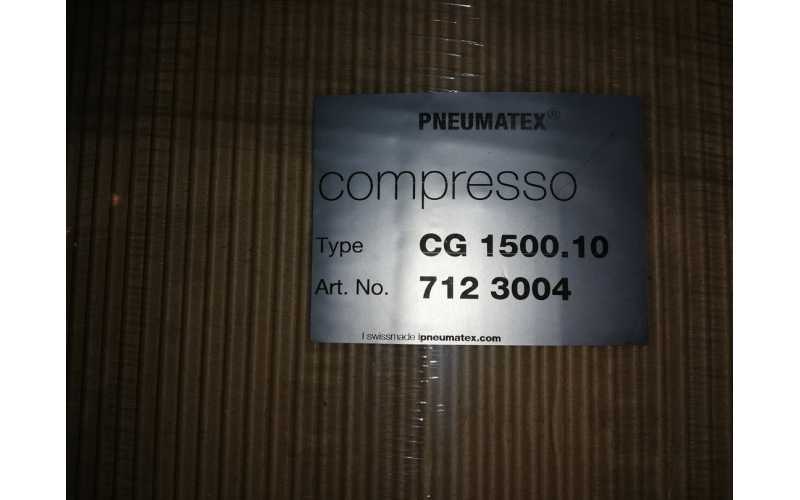 PNEUMATEX®
compresso
Type CG 1500.10
Art. No. 712 3004
I swissmade I pneumatex.com